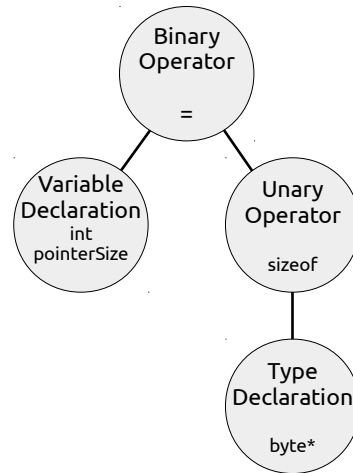 Binary
Operator
=
Variable
Declaration
int
pointerSize
Unary
Operator
sizeof
Type
Declaration
byte*